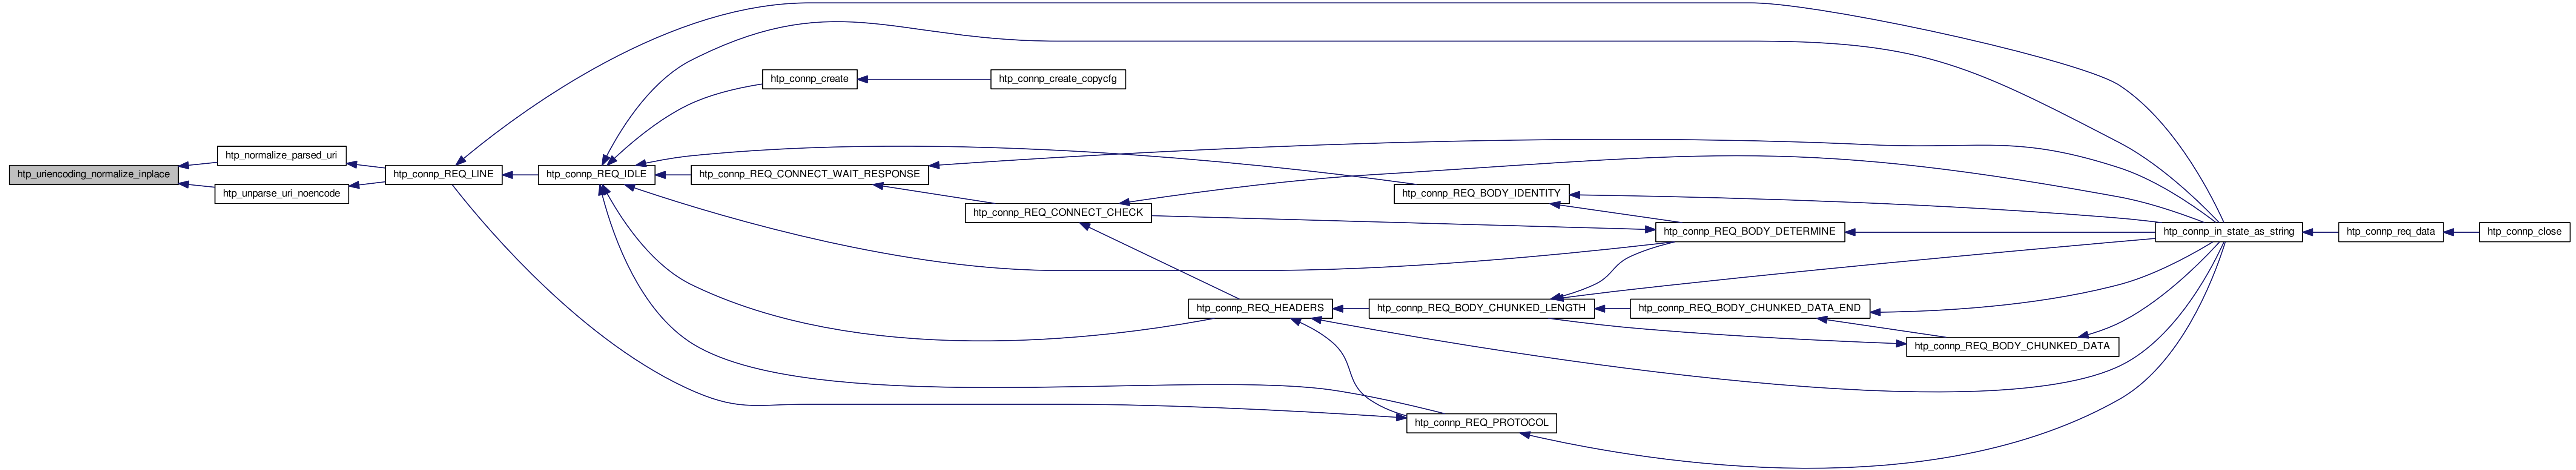 htp_uriencoding_normalize_inplace
htp_normalize_parsed_uri
htp_unparse_uri_noencode
htp_connp_REQ_LINE
htp_connp_REQ_IDLE
htp_connp_create
htp_connp_create_copycfg
htp_connp_REQ_CONNECT_WAIT_RESPONSE
htp_connp_REQ_CONNECT_CHECK
htp_connp_REQ_HEADERS
htp_connp_REQ_BODY_IDENTITY
htp_connp_REQ_BODY_CHUNKED_LENGTH
htp_connp_REQ_PROTOCOL
htp_connp_REQ_BODY_DETERMINE
htp_connp_REQ_BODY_CHUNKED_DATA_END
htp_connp_REQ_BODY_CHUNKED_DATA
htp_connp_in_state_as_string
htp_connp_req_data
htp_connp_close